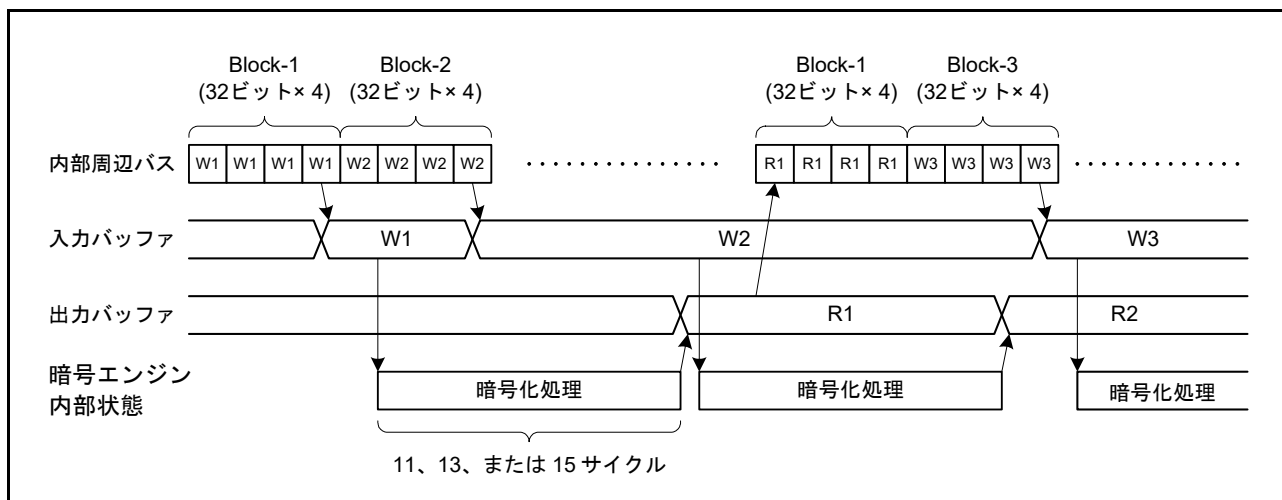 Block-1 Block-2 Block-1 Block-3
(32ビット× 4) (32ビット× 4) (32ビット× 4) (32ビット× 4)
内部周辺バス W1 W1 W1 W1 W2 W2 W2 W2 R1 R1 R1 R1 W3 W3 W3 W3
入力バッファ W1 W2 W3
出力バッファ R1 R2
暗号エンジン
内部状態 暗号化処理 暗号化処理 暗号化処理
11、13、または 15 サイクル